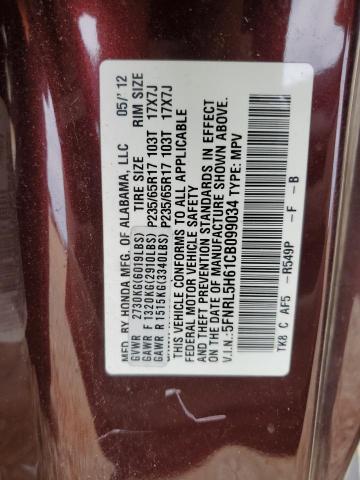 MFD. BY HONDA MFG. OF ALABAMA, LLC 05/'12
GVWR 2730KG(6019LBS) TIRE SIZE RIM SIZE
GAWR F 1320KG(2910LBS) P235/65R17 103T 17X7J
GAWR R 1515KG(3340LBS) P235/65R17 103T 17X7J
THIS VEHICLE CONFORMS TO ALL APPLICABLE
FEDERAL MOTOR VEHICLE SAFETY
AND THEFT PREVENTION STANDARDS IN EFFECT
ON THE DATE OF MANUFACTURE SHOWN ABOVE.
V.I.N.:5FNRL5H61CB099034 TYPE: MPV
TK8 C AF5 -R549P -F -B